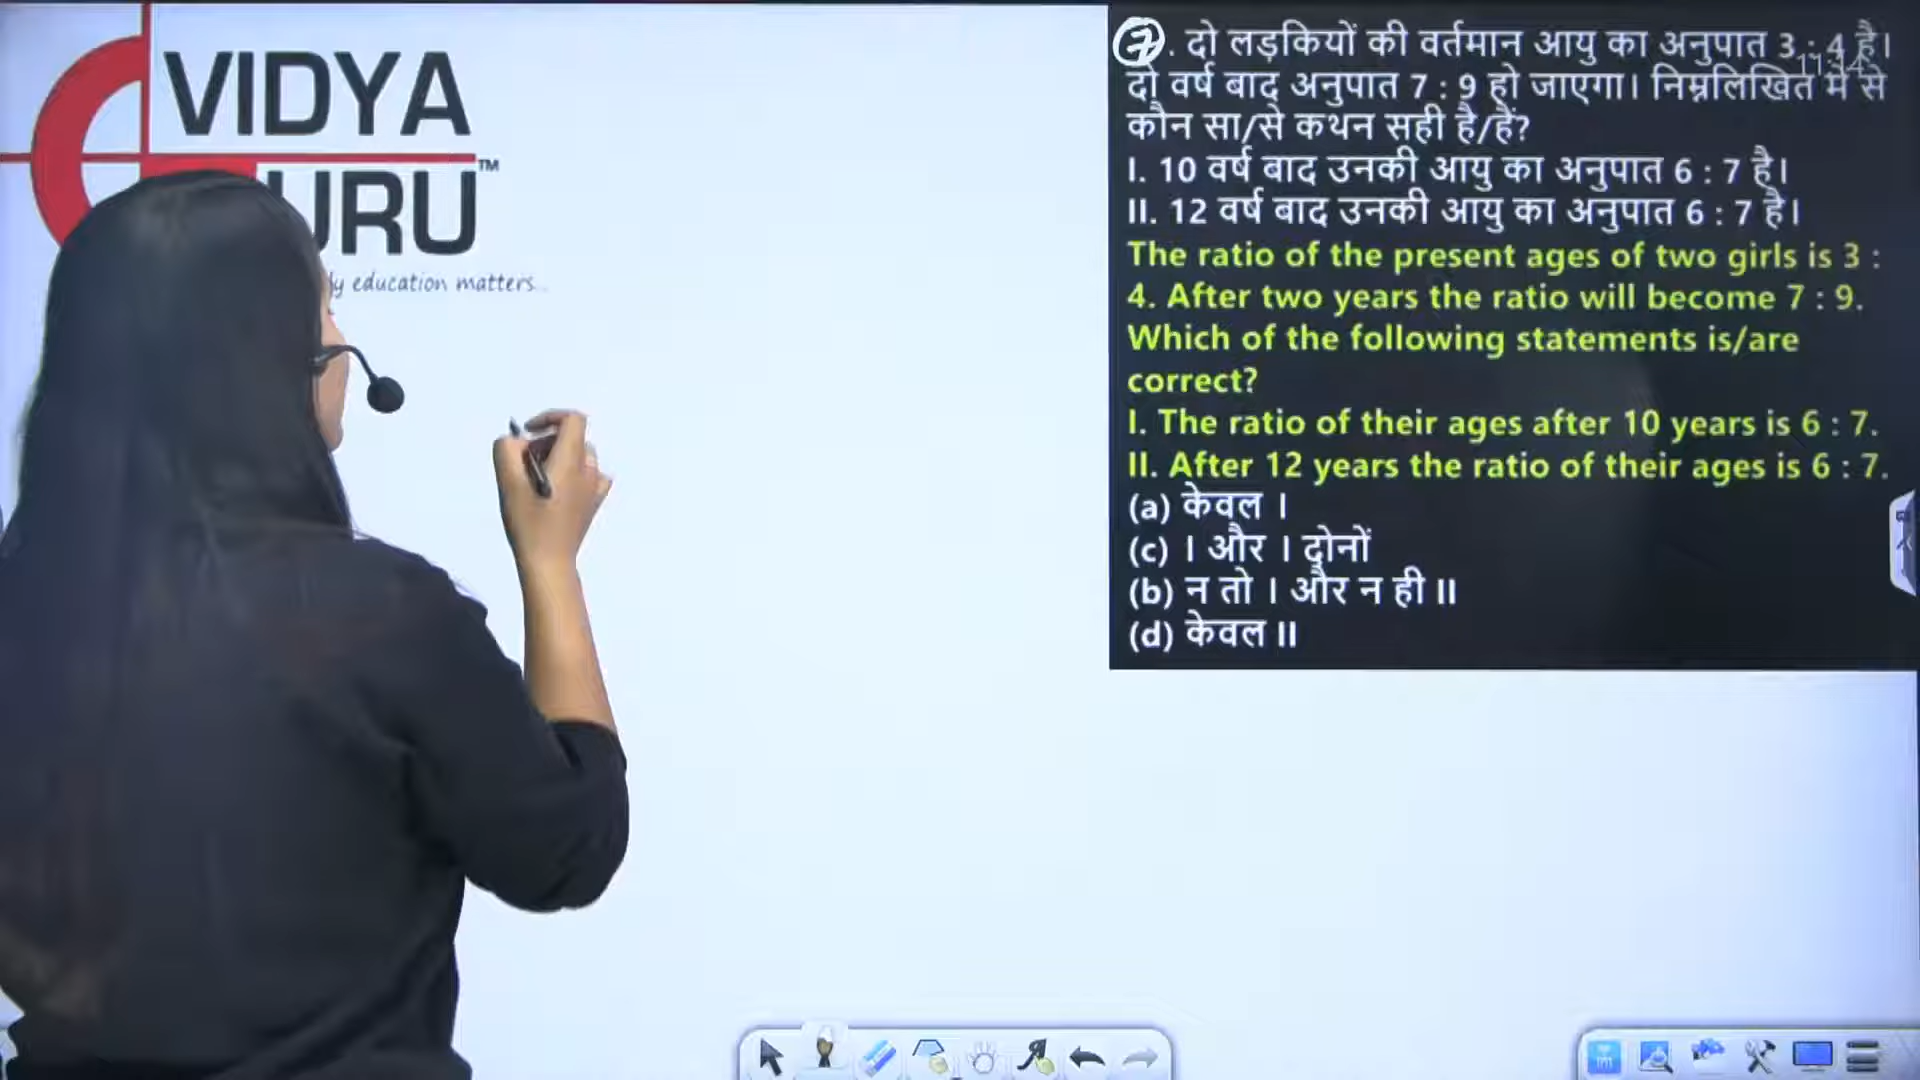 VIDYA
URU
TM
y education matters...
7. दो लड़कियों की वर्तमान आयु का अनुपात 3 : 4 है।
दो वर्ष बाद अनुपात 7 : 9 हो जाएगा। निम्नलिखित में से
कौन सा/से कथन सही है/हैं?
I. 10 वर्ष बाद उनकी आयु का अनुपात 6 : 7 है।
II. 12 वर्ष बाद उनकी आयु का अनुपात 6 : 7 है।
The ratio of the present ages of two girls is 3 :
4. After two years the ratio will become 7 : 9.
Which of the following statements is/are
correct?
I. The ratio of their ages after 10 years is 6 : 7.
II. After 12 years the ratio of their ages is 6 : 7.
(a) केवल I
(c) I और I दोनों
(b) न तो I और न ही II
(d) केवल II